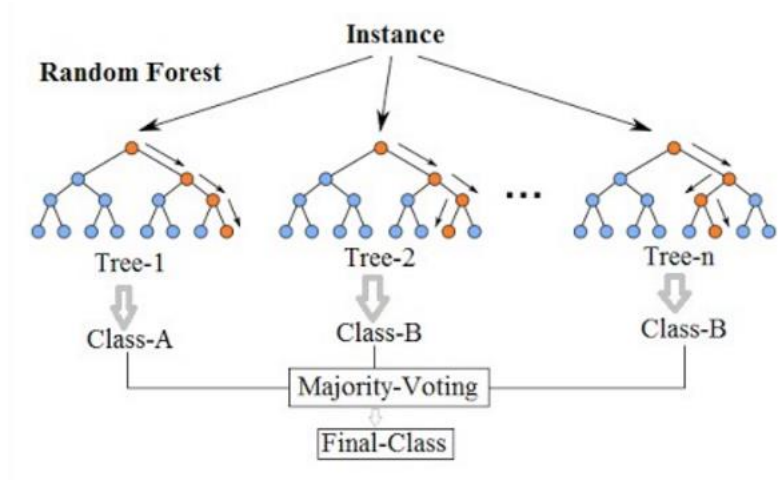 Instance
Random Forest
...
Tree-1
Tree-2
Tree-n
Class-A
Class-B
Class-B
Majority-Voting
Final-Class